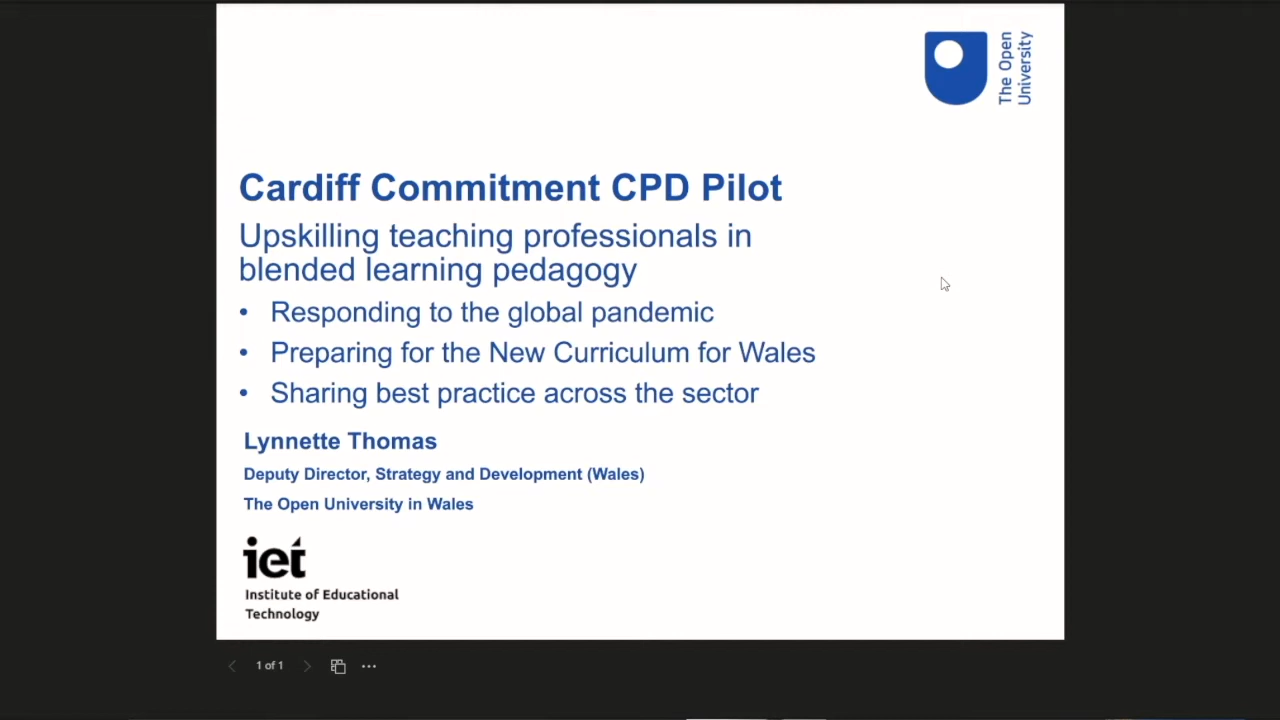 The Open
University
Cardiff Commitment CPD Pilot
Upskilling teaching professionals in
blended learning pedagogy
• Responding to the global pandemic
• Preparing for the New Curriculum for Wales
• Sharing best practice across the sector
Lynnette Thomas
Deputy Director, Strategy and Development (Wales)
The Open University in Wales
iet
Institute of Educational
Technology
1 of 1